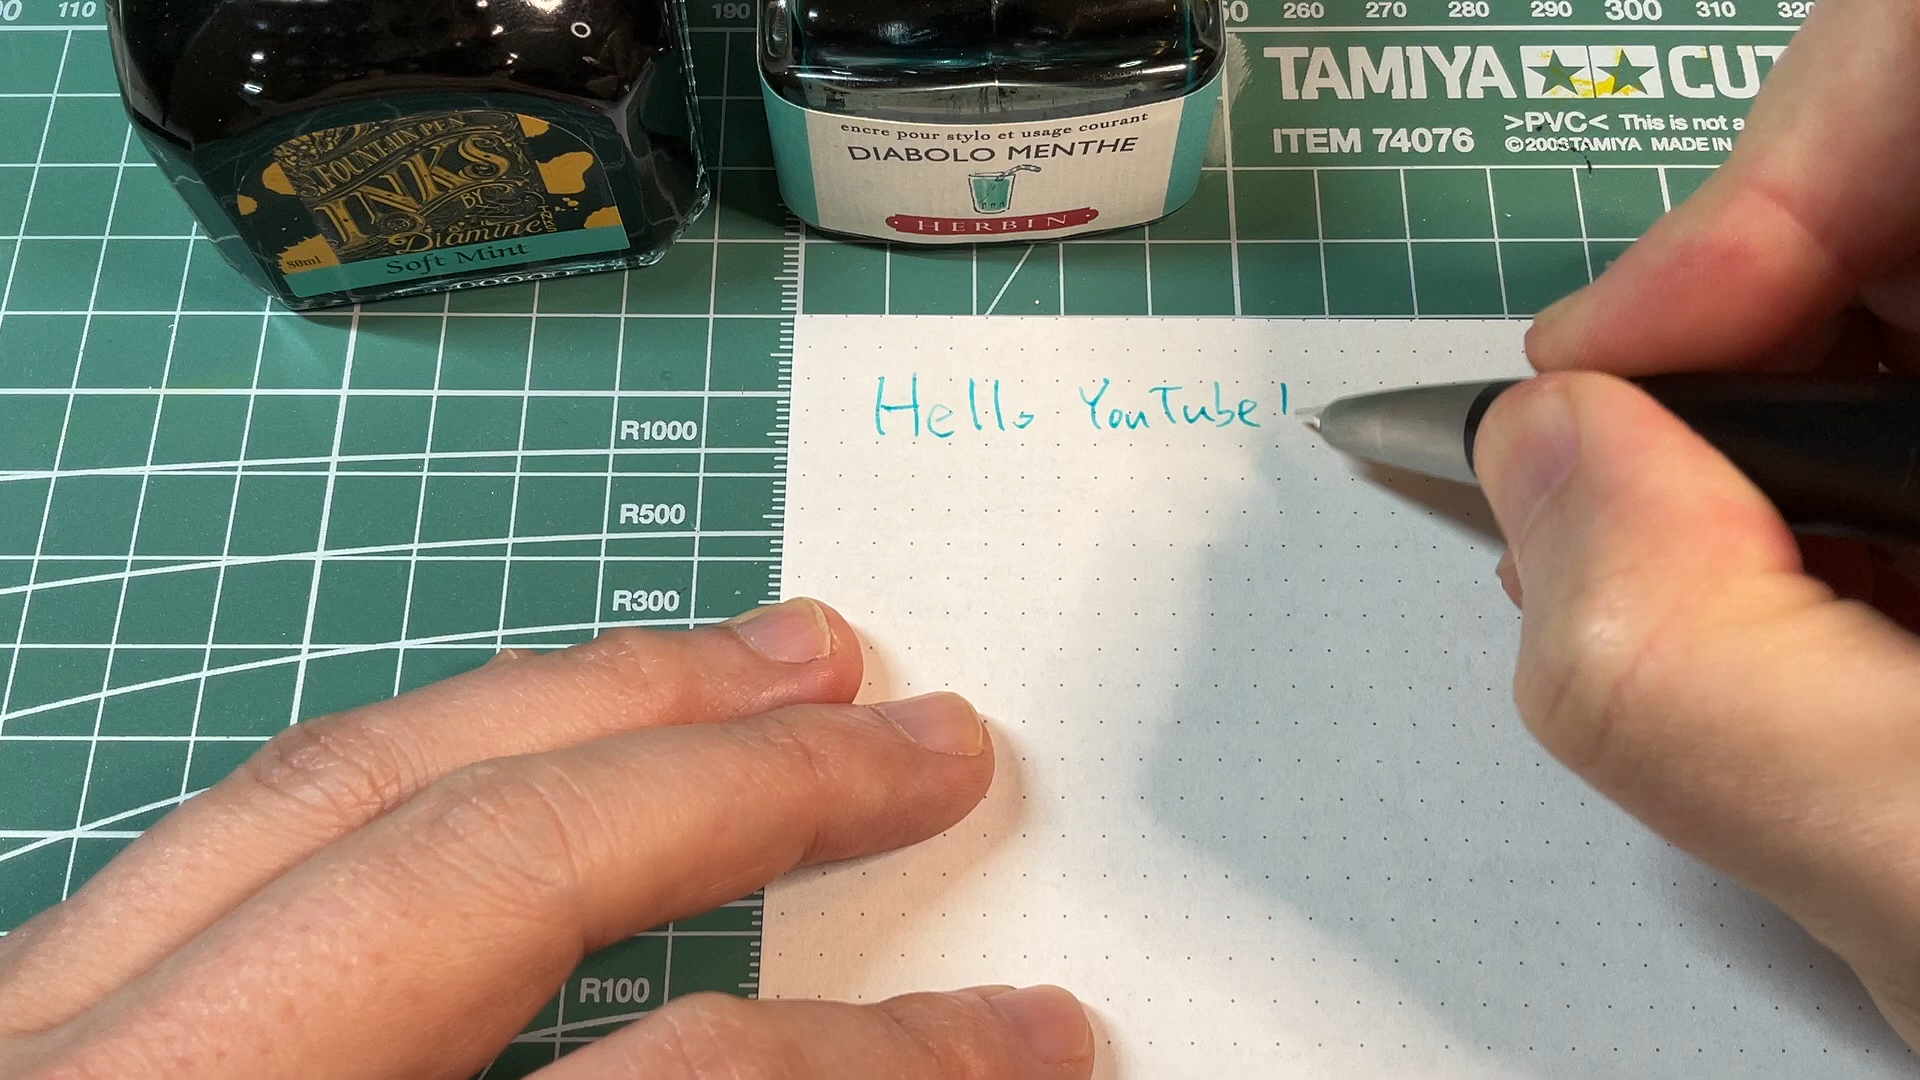 110
190
260 270 280 290 300 310
TAMIYA
ITEM 74076
>PVC< This is not a
©2003 TAMIYA MADE IN
FOUNTAIN PEN
INKS
BY
Diamine
80ml
Soft Mint
encre pour stylo et usage courant
DIABOLO MENTHE
HERBIN
Hello YouTube!
R1000
R500
R300
R100